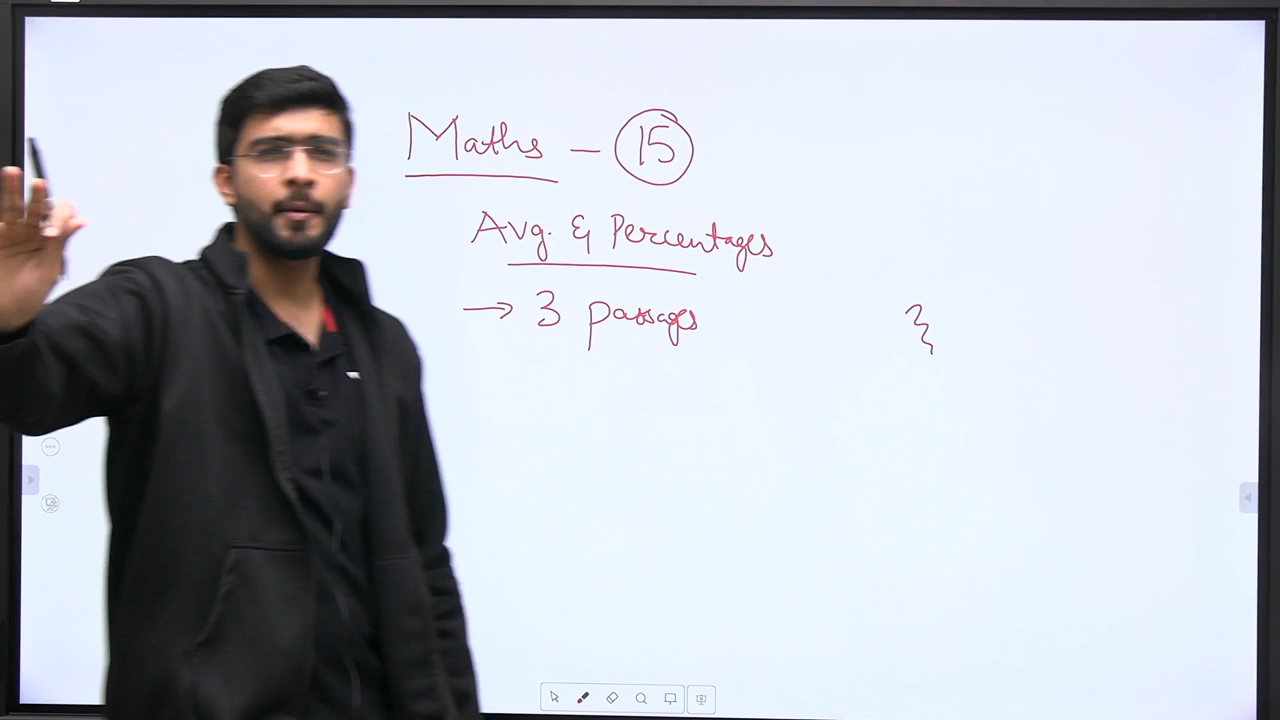 Maths - 15
Avg. & Percentages
→ 3 passages